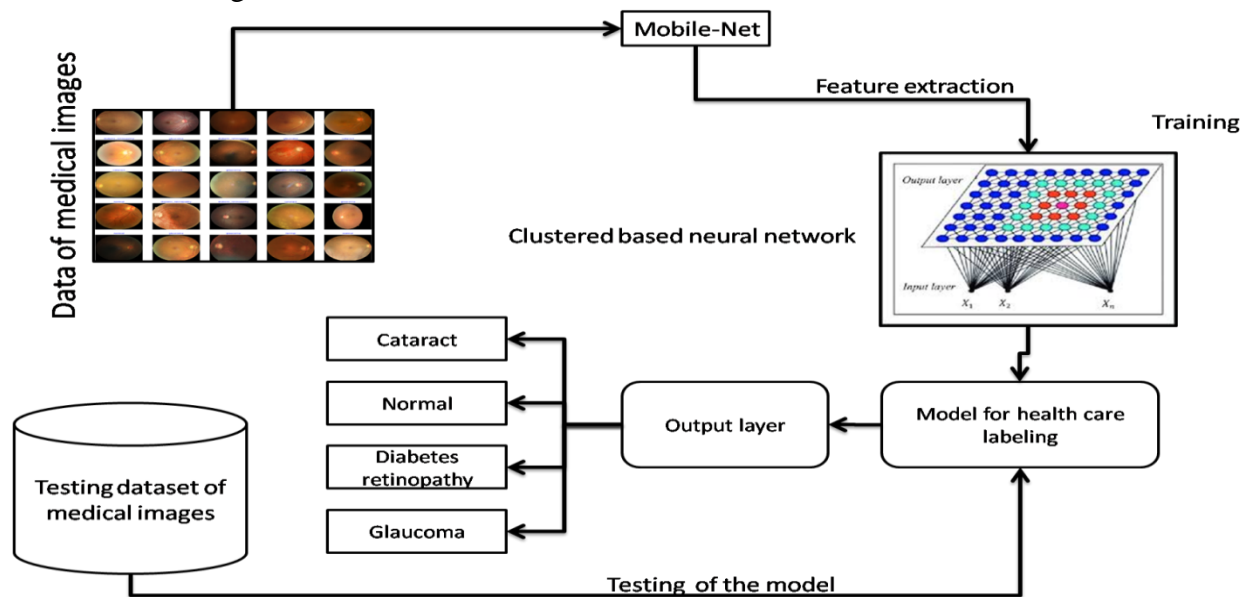 Mobile-Net
Data of medical images
Feature extraction
Training
Output layer
Clustered based neural network
Input layer
X1 X2 Xn
Cataract
Normal
Diabetes
retinopathy
Glaucoma
Output layer
Model for health care
labeling
Testing dataset of
medical images
Testing of the model